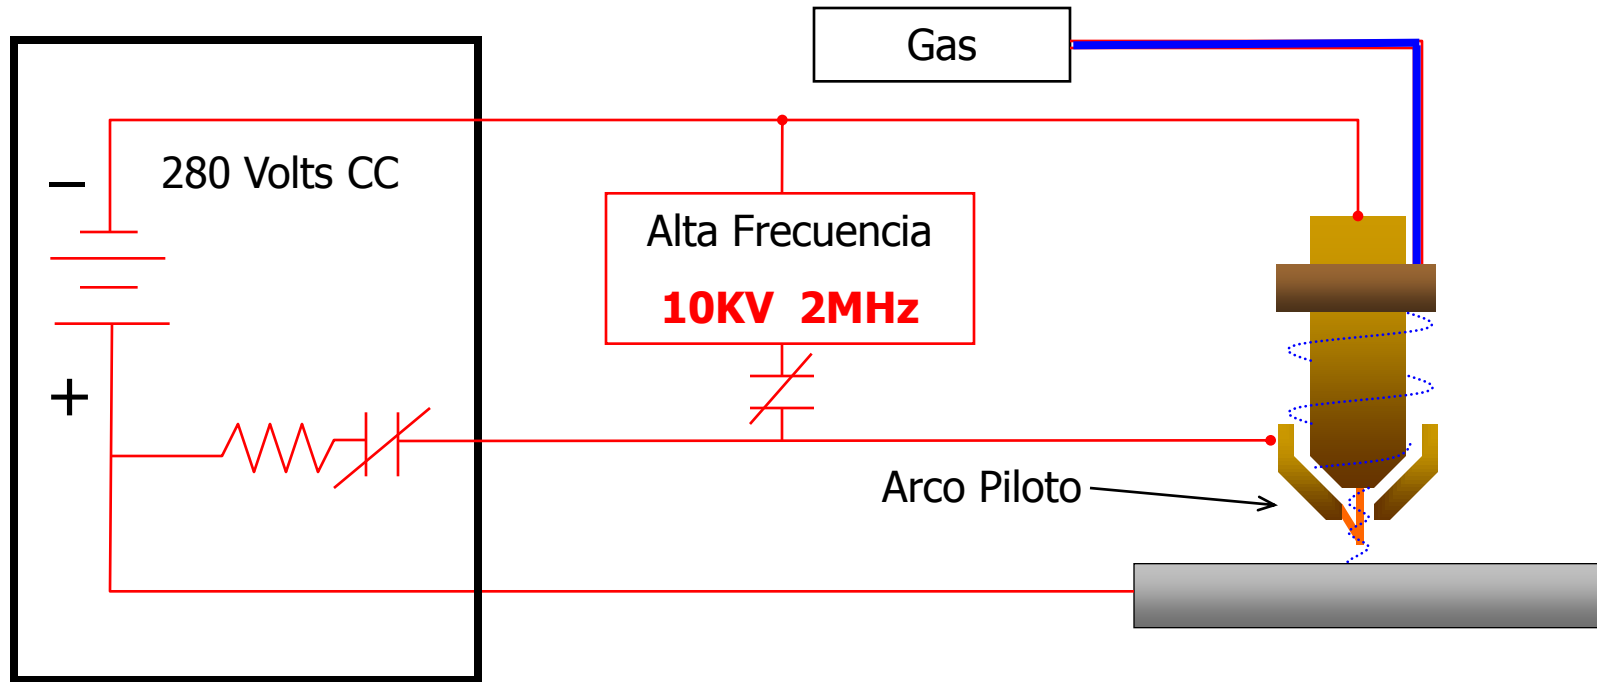 Gas
280 Volts CC
−
Alta Frecuencia
10KV 2MHz
+
Arco Piloto